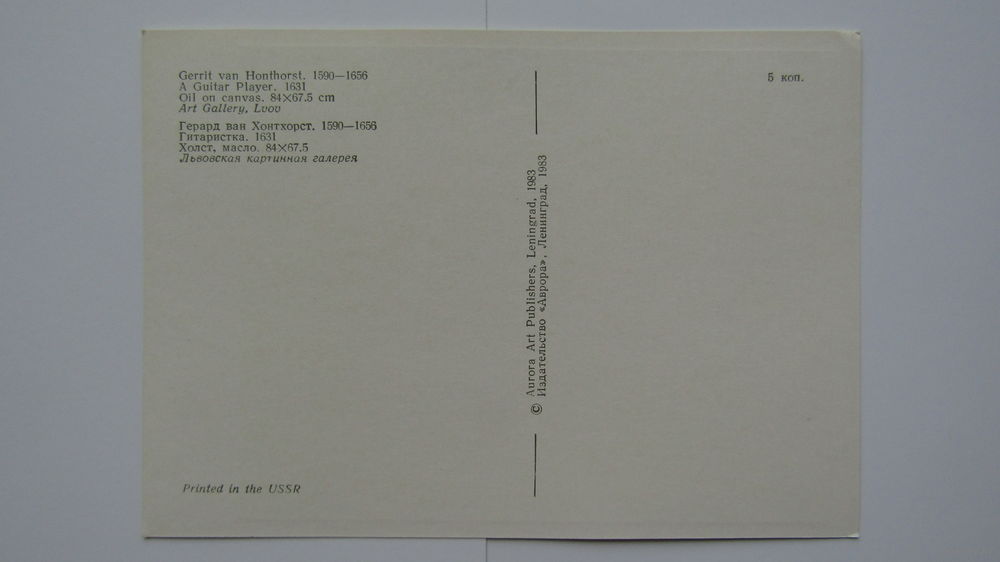 Gerrit van Honthorst. 1590—1656
A Guitar Player. 1631
Oil on canvas. 84×67.5 cm
Art Gallery, Lvov
Герард ван Хонтхорст. 1590—1656
Гитаристка. 1631
Холст, масло. 84×67,5
Львовская картинная галерея
5 коп.
© Aurora Art Publishers, Leningrad, 1983
Издательство «Аврора», Ленинград, 1983
Printed in the USSR